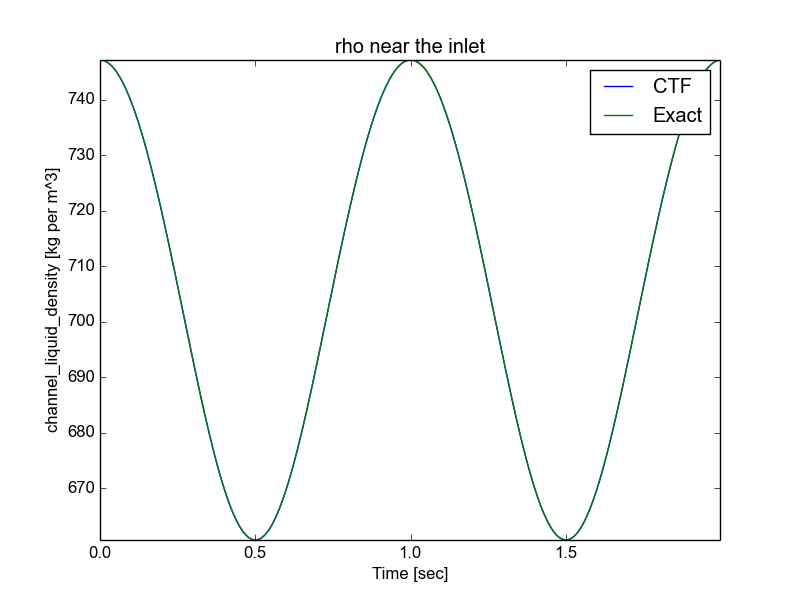 rho near the inlet
CTF
Exact
channel_liquid_density [kg per m^3]
740
730
720
710
700
690
680
670
0.0
0.5
1.0
1.5
Time [sec]